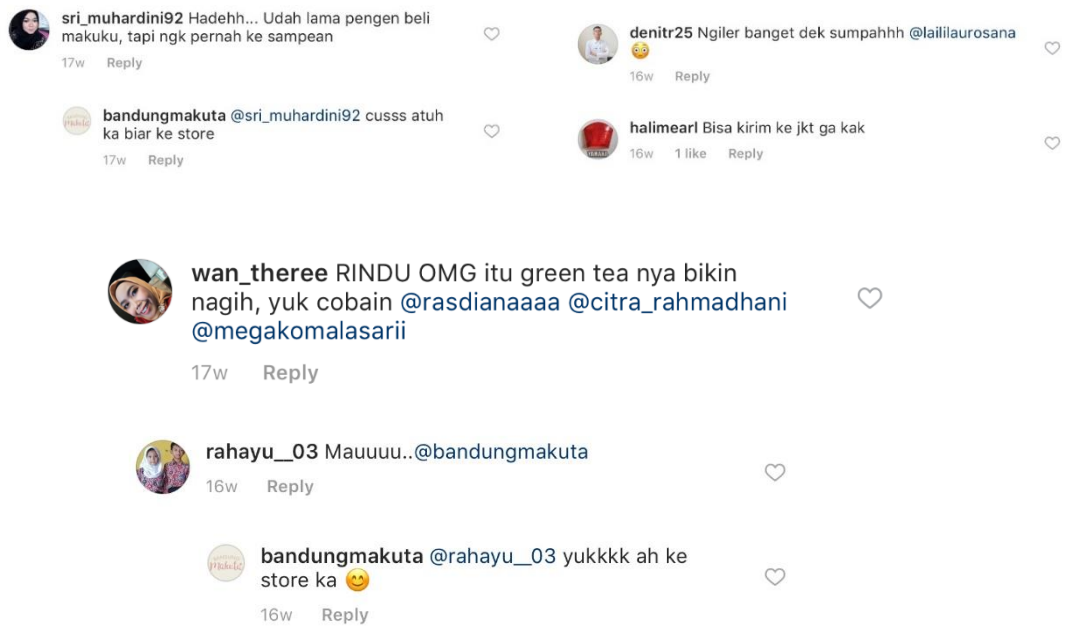 sri_muhardini92 Hadehh... Udah lama pengen beli
makuku, tapi ngk pernah ke sampean
17w Reply
bandungmakuta @sri_muhardini92 cusss atuh
ka biar ke store
17w Reply
denitr25 Ngiler banget dek sumpahhh @laililaurosana
😳
16w Reply
halimearl Bisa kirim ke jkt ga kak
16w 1 like Reply
wan_theree RINDU OMG itu green tea nya bikin
nagih, yuk cobain @rasdianaaaa @citra_rahmadhani
@megakomalasarii
17w Reply
rahayu__03 Mauuuu..@bandungmakuta
16w Reply
Makuta
bandungmakuta @rahayu__03 yukkkk ah ke
store ka 😊
16w Reply